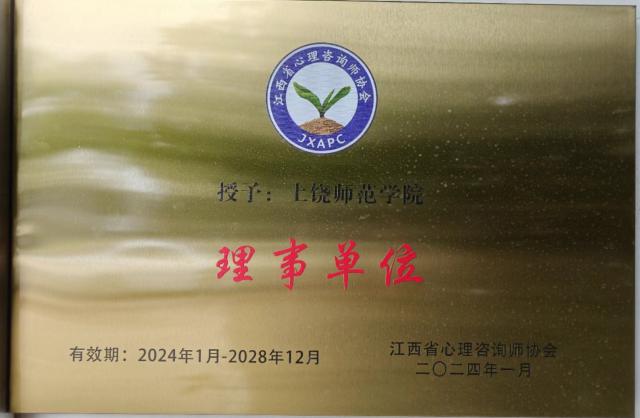 江西省心理咨询师协会
JXAPC
授予：上饶师范学院
理事单位
有效期：2024年1月-2028年12月
江西省心理咨询师协会
二〇二四年一月